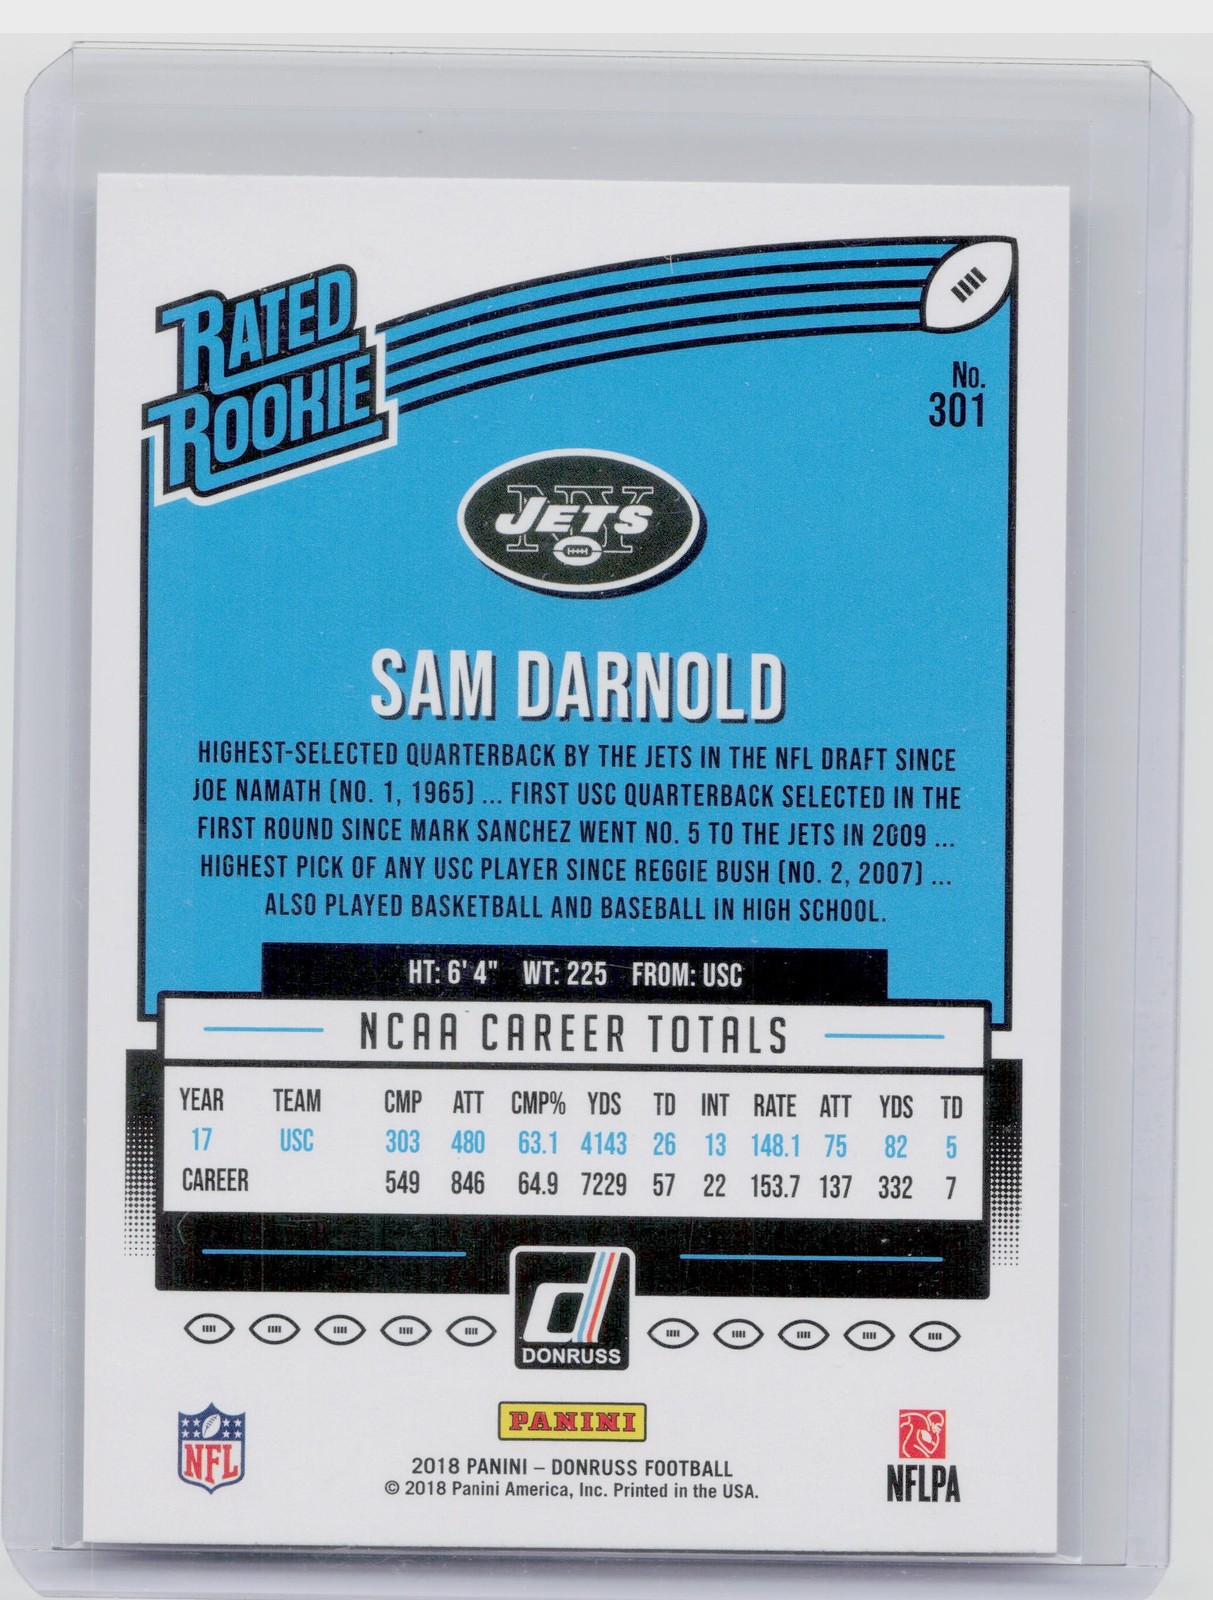 RATED
ROOKIE
No.
301
NY
JETS
SAM DARNOLD
HIGHEST-SELECTED QUARTERBACK BY THE JETS IN THE NFL DRAFT SINCE
JOE NAMATH (NO. 1, 1965) ... FIRST USC QUARTERBACK SELECTED IN THE
FIRST ROUND SINCE MARK SANCHEZ WENT NO. 5 TO THE JETS IN 2009 ...
HIGHEST PICK OF ANY USC PLAYER SINCE REGGIE BUSH (NO. 2, 2007) ...
ALSO PLAYED BASKETBALL AND BASEBALL IN HIGH SCHOOL.
HT: 6' 4" WT: 225 FROM: USC
NCAA CAREER TOTALS
YEAR TEAM CMP ATT CMP% YDS TD INT RATE ATT YDS TD
17 USC 303 480 63.1 4143 26 13 148.1 75 82 5
CAREER 549 846 64.9 7229 57 22 153.7 137 332 7
d
DONRUSS
NFL
PANINI
2018 PANINI – DONRUSS FOOTBALL
© 2018 Panini America, Inc. Printed in the USA.
NFLPA